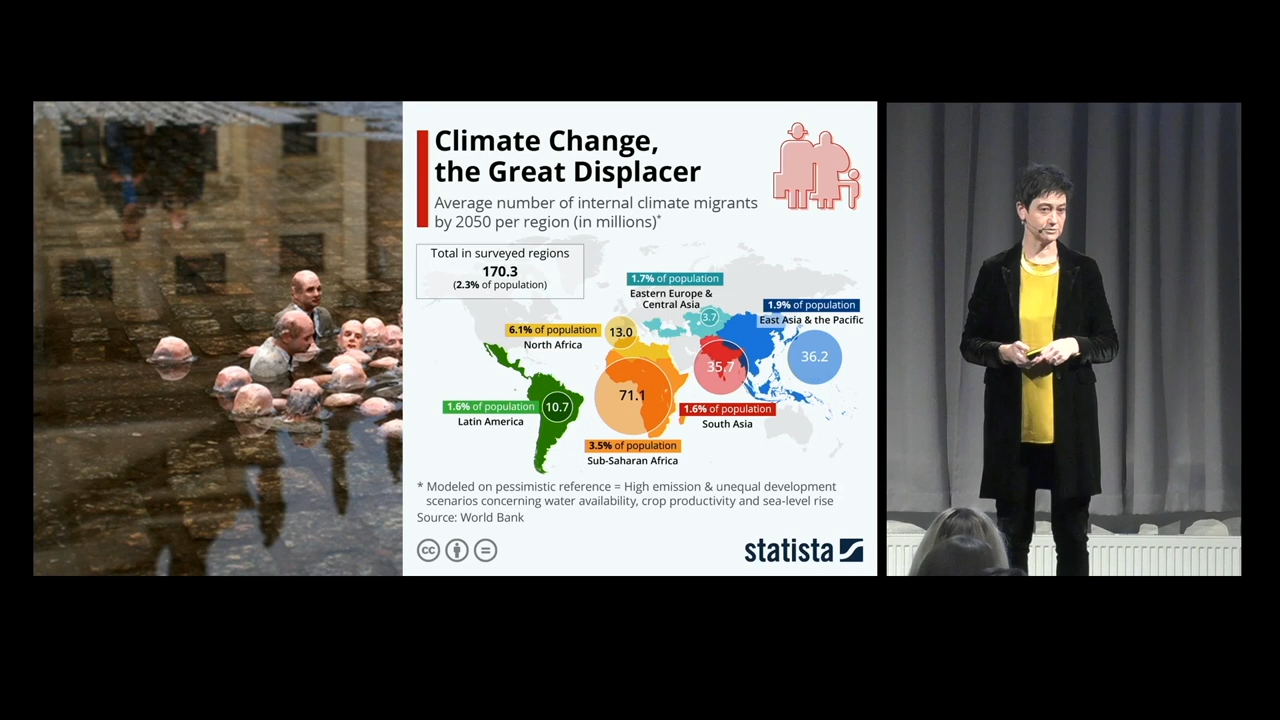 Climate Change,
the Great Displacer
Average number of internal climate migrants
by 2050 per region (in millions)*
Total in surveyed regions
170.3
(2.3% of population)
1.7% of population
Eastern Europe &
Central Asia
3.7
1.9% of population
East Asia & the Pacific
36.2
6.1% of population
North Africa
13.0
35.7
1.6% of population
South Asia
71.1
3.5% of population
Sub-Saharan Africa
1.6% of population
Latin America
10.7
* Modeled on pessimistic reference = High emission & unequal development
scenarios concerning water availability, crop productivity and sea-level rise
Source: World Bank
cc
statista